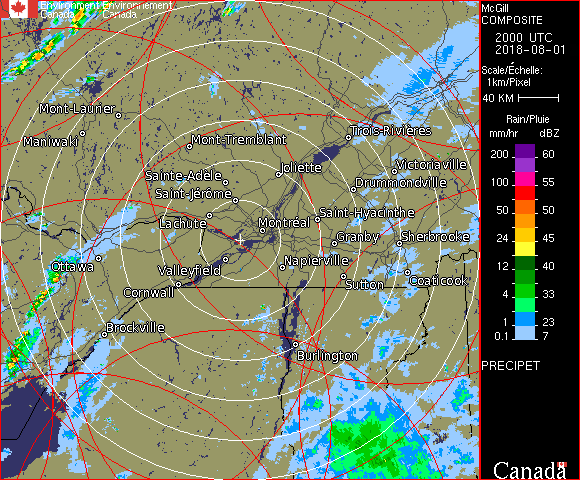 Environment Environnement
Canada Canada
Mont-Laurier
Maniwaki
Mont-Tremblant
Trois-Rivières
Sainte-Adèle
Joliette
Victoriaville
Saint-Jérôme
Drummondville
Lachute
Montréal
Saint-Hyacinthe
Granby
Sherbrooke
Ottawa
Valleyfield
Napierville
Cornwall
Sutton
Coaticook
Brockville
Burlington
McGill
COMPOSITE
2000 UTC
2018-08-01
Scale/Échelle:
1km/Pixel
40 KM
Rain/Pluie
mm/hr dBZ
200 60
100 55
50 50
24 45
12 40
4 33
1 23
0.1 7
PRECIPET
Canada